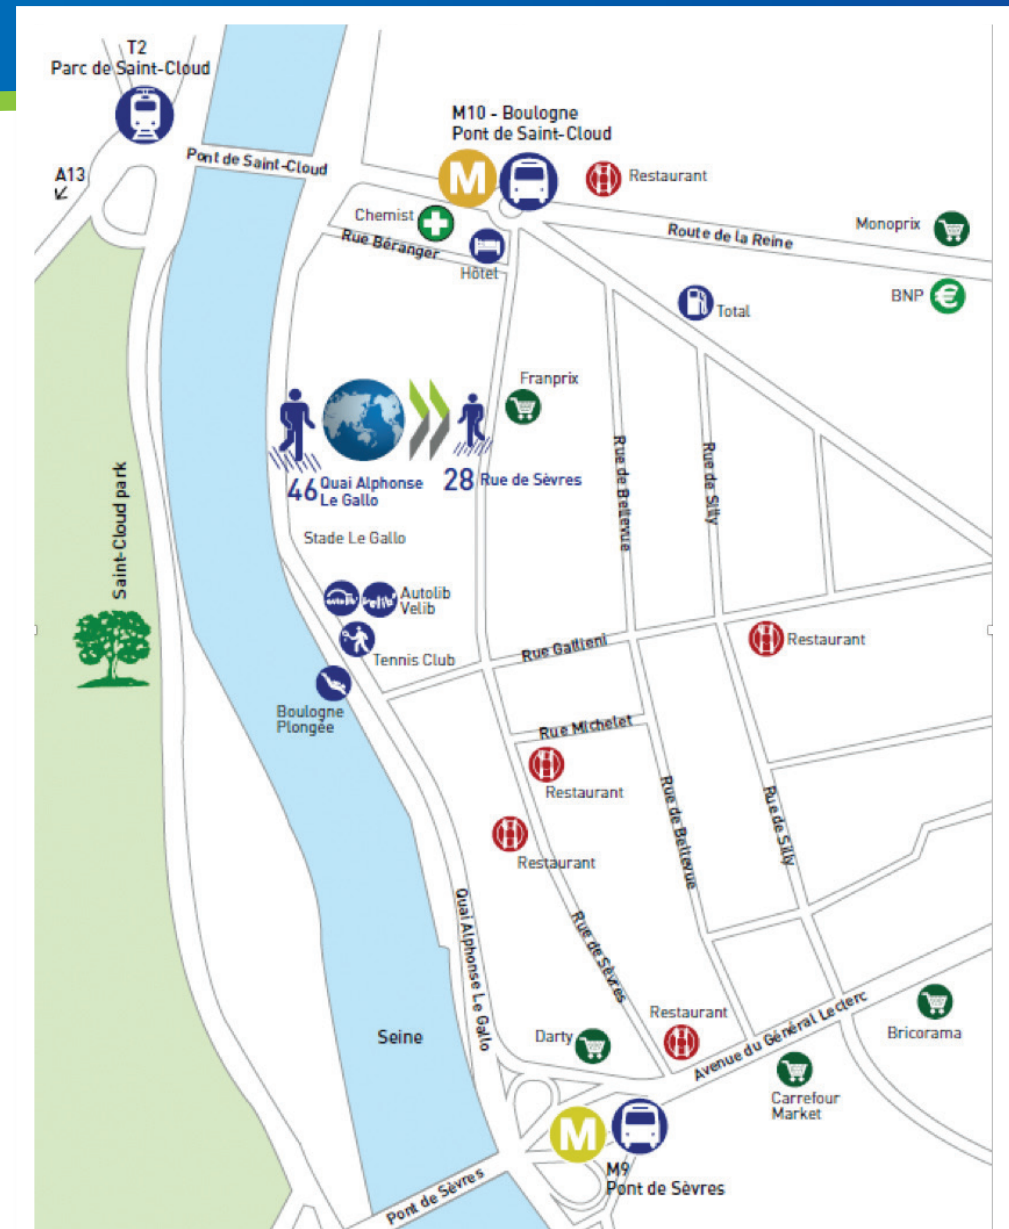 T2
Parc de Saint-Cloud
M10 - Boulogne
Pont de Saint-Cloud
M
Pont de Saint-Cloud
A13
Restaurant
Chemist
Monoprix
Route de la Reine
Rue Béranger
Hôtel
BNP
€
Total
Franprix
46 Quai Alphonse
Le Gallo
28 Rue de Sèvres
Rue de Bellevue
Rue de Silly
Saint-Cloud park
Stade Le Gallo
autolib'
velib'
Autolib
Velib
Tennis Club
Rue Gallieni
Restaurant
Boulogne
Plongée
Rue Michelet
Restaurant
Restaurant
Rue de Bellevue
Rue de Silly
Quai Alphonse Le Gallo
Rue de Sèvres
Seine
Darty
Restaurant
Avenue du Général Leclerc
Bricorama
Carrefour
Market
M
M9
Pont de Sèvres
Pont de Sèvres